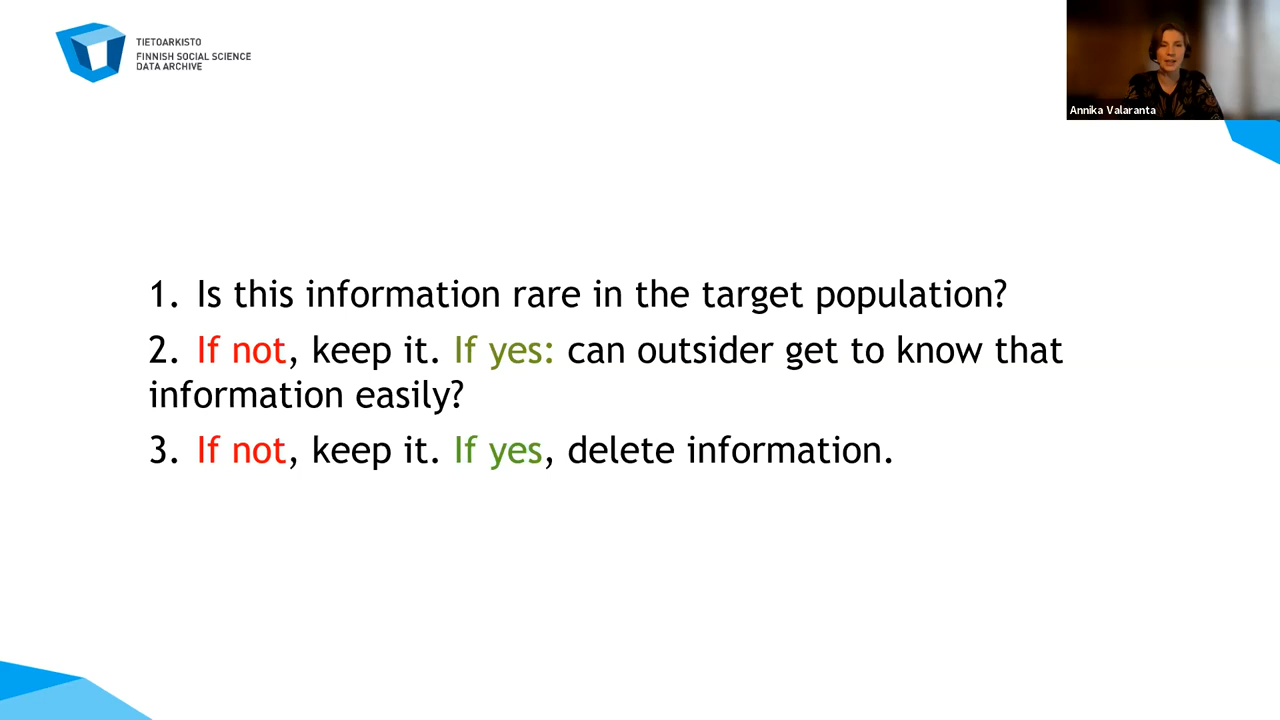 TIETOARKISTO
FINNISH SOCIAL SCIENCE
DATA ARCHIVE
Annika Valaranta
1. Is this information rare in the target population?
2. If not, keep it. If yes: can outsider get to know that
information easily?
3. If not, keep it. If yes, delete information.